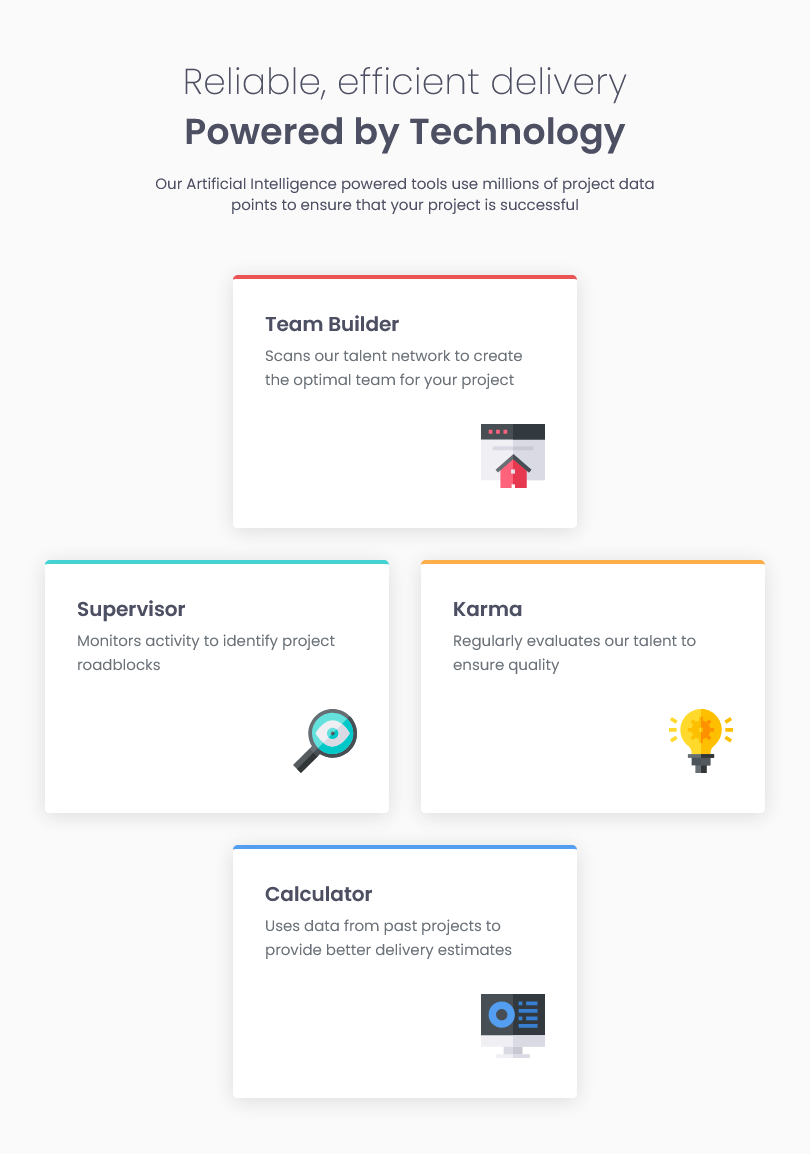 Reliable, efficient delivery
Powered by Technology
Our Artificial Intelligence powered tools use millions of project data
points to ensure that your project is successful
Team Builder
Scans our talent network to create
the optimal team for your project
Supervisor
Monitors activity to identify project
roadblocks
Karma
Regularly evaluates our talent to
ensure quality
Calculator
Uses data from past projects to
provide better delivery estimates